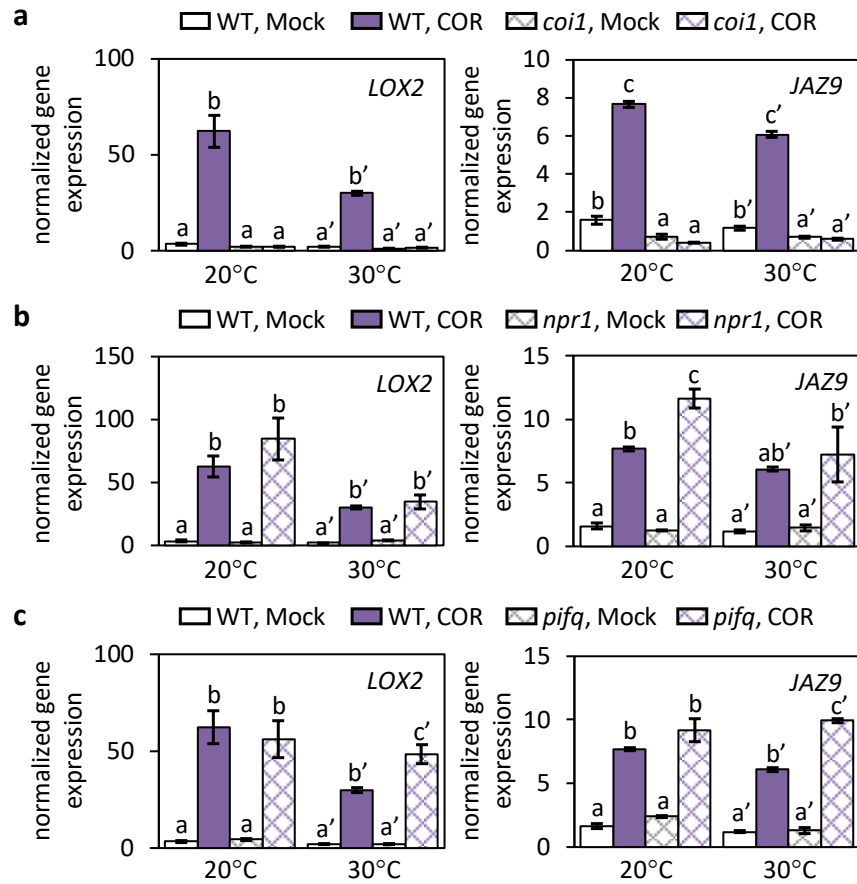 a
WT, Mock WT, COR coi1, Mock coi1, COR
normalized gene expression
100
50
0
LOX2
a b a a a’ b’ a’ a’
20°C 30°C
normalized gene expression
10
8
6
4
2
0
JAZ9
b c a a b’ c’ a’ a’
20°C 30°C
b
WT, Mock WT, COR npr1, Mock npr1, COR
normalized gene expression
150
100
50
0
LOX2
a b a b a’ b’ a’ b’
20°C 30°C
normalized gene expression
15
10
5
0
JAZ9
a b a c a’ ab’ a’ b’
20°C 30°C
c
WT, Mock WT, COR pifq, Mock pifq, COR
normalized gene expression
100
50
0
LOX2
a b a b a’ b’ a’ c’
20°C 30°C
normalized gene expression
15
10
5
0
JAZ9
a b a b a’ b’ a’ c’
20°C 30°C